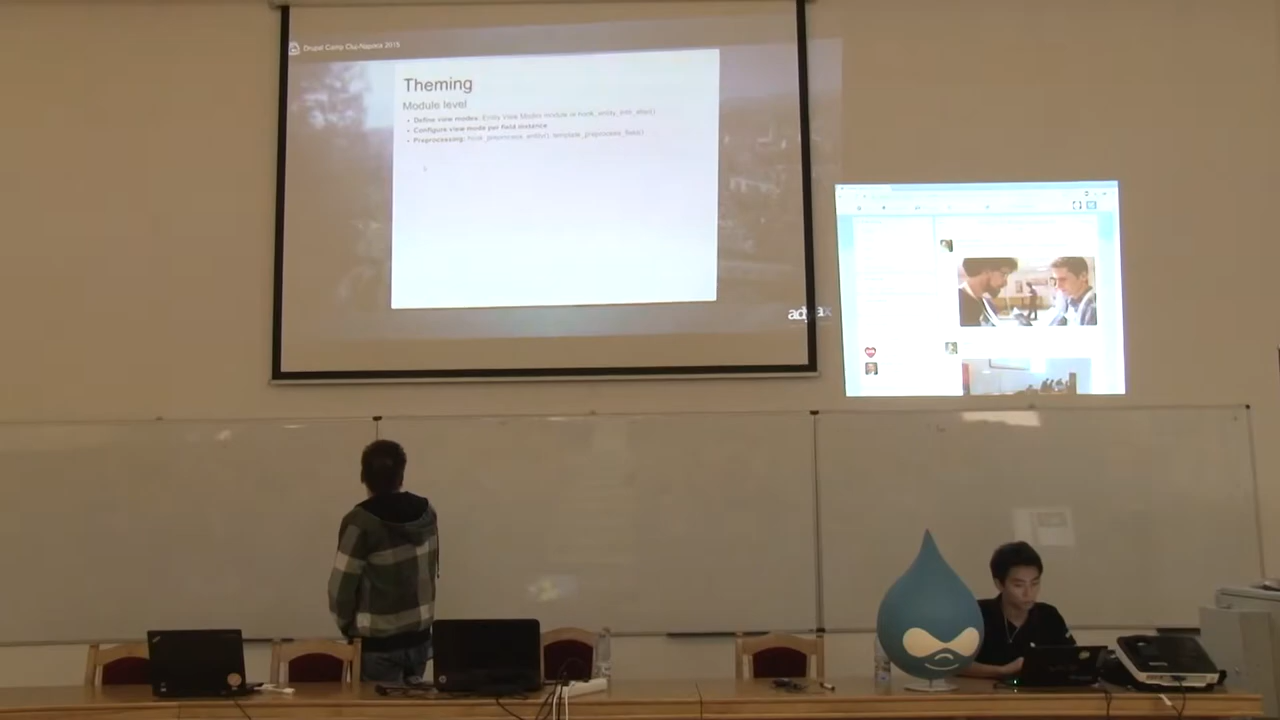 Drupal Camp Cluj-Napoca 2015
Theming
Module level
• Define view modes: Entity View Modes module or hook_entity_info_alter()
• Configure view mode per field instance
• Preprocessing: hook_preprocess_entity(), template_preprocess_field()
adyax